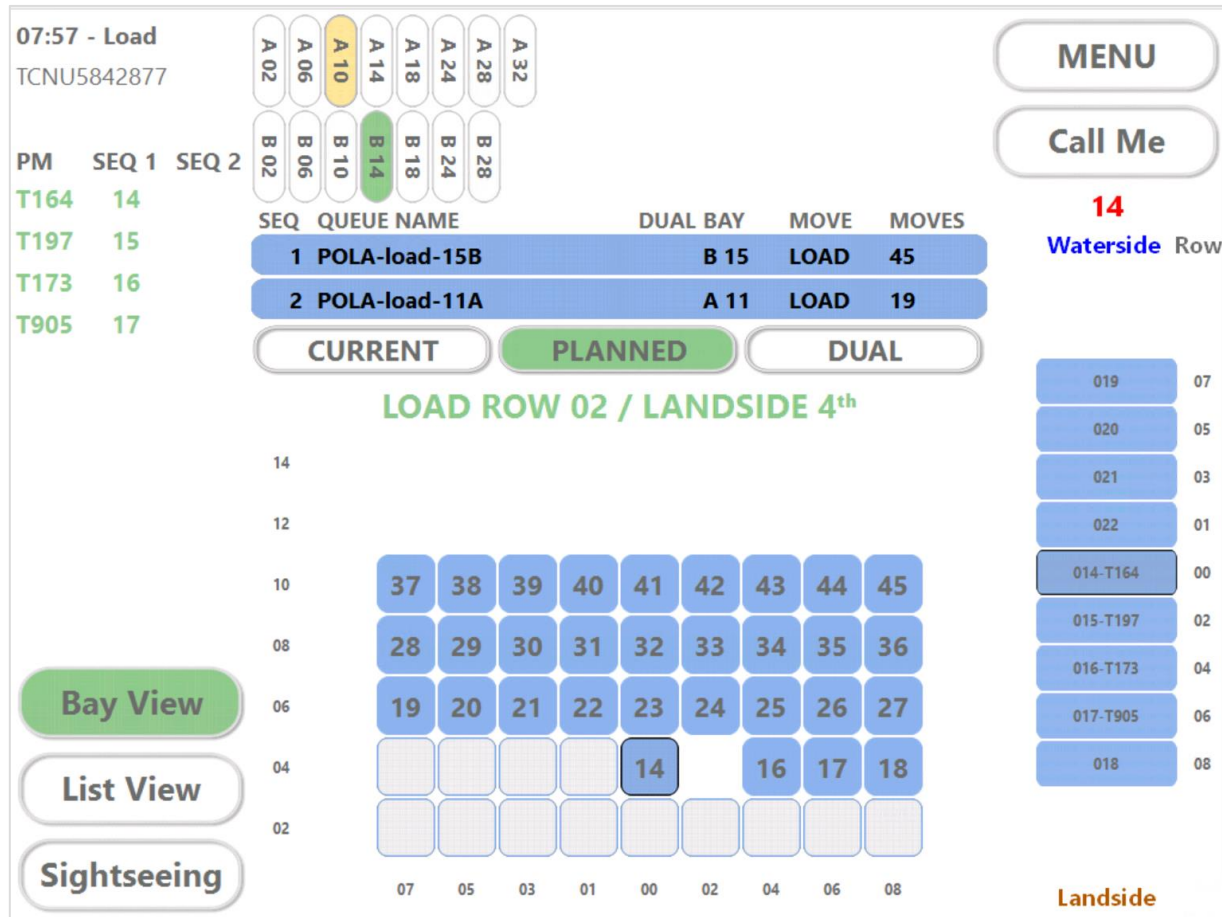 07:57 - Load
TCNU5842877
A 02 A 06 A 10 A 14 A 18 A 24 A 28 A 32
B 02 B 06 B 10 B 14 B 18 B 24 B 28
MENU
Call Me
PM SEQ 1 SEQ 2
T164 14
T197 15
T173 16
T905 17
SEQ QUEUE NAME DUAL BAY MOVE MOVES
1 POLA-load-15B B 15 LOAD 45
2 POLA-load-11A A 11 LOAD 19
CURRENT PLANNED DUAL
LOAD ROW 02 / LANDSIDE 4th
14
12
10 37 38 39 40 41 42 43 44 45
08 28 29 30 31 32 33 34 35 36
06 19 20 21 22 23 24 25 26 27
04 14 16 17 18
02
07 05 03 01 00 02 04 06 08
Bay View
List View
Sightseeing
14
Waterside Row
019 07
020 05
021 03
022 01
014-T164 00
015-T197 02
016-T173 04
017-T905 06
018 08
Landside